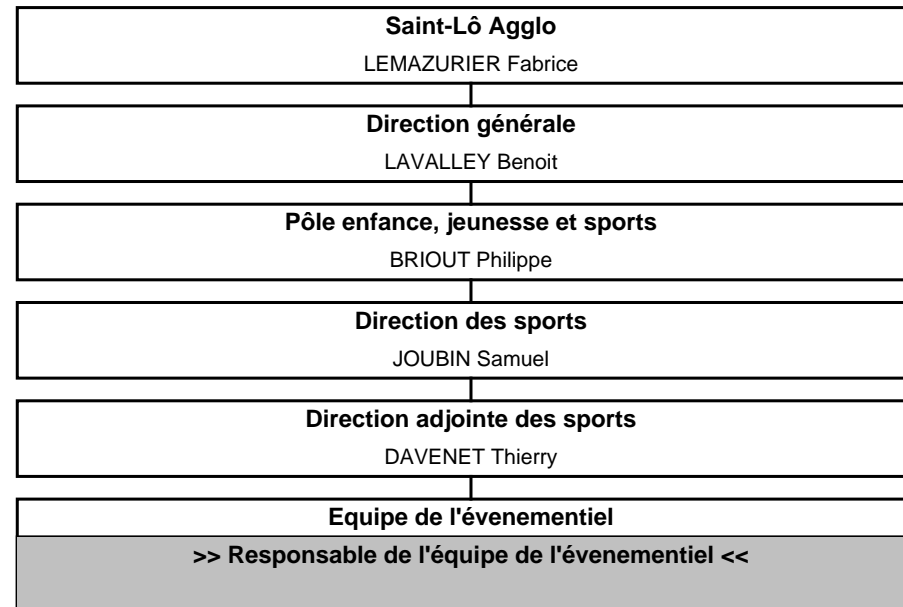 Saint-Lô Agglo
LEMAZURIER Fabrice
Direction générale
LAVALLEY Benoit
Pôle enfance, jeunesse et sports
BRIOUT Philippe
Direction des sports
JOUBIN Samuel
Direction adjointe des sports
DAVENET Thierry
Equipe de l'évenementiel
>> Responsable de l'équipe de l'évenementiel <<